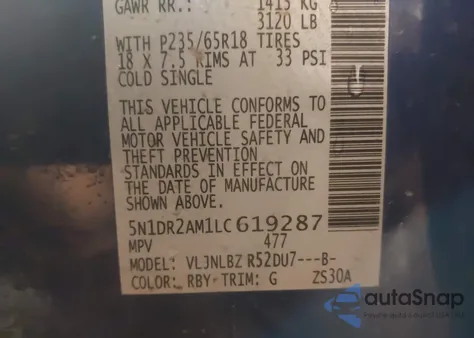 GAWR RR.: 1415 KG
3120 LB
WITH P235/65R18 TIRES
18 X 7.5 RIMS AT 33 PSI
COLD SINGLE
THIS VEHICLE CONFORMS TO
ALL APPLICABLE FEDERAL
MOTOR VEHICLE SAFETY AND
THEFT PREVENTION
STANDARDS IN EFFECT ON
THE DATE OF MANUFACTURE
SHOWN ABOVE.
5N1DR2AM1LC619287
MPV 477
MODEL: VLJNLBZ R52DU7---B-
COLOR: RBY TRIM: G ZS30A
autaSnap